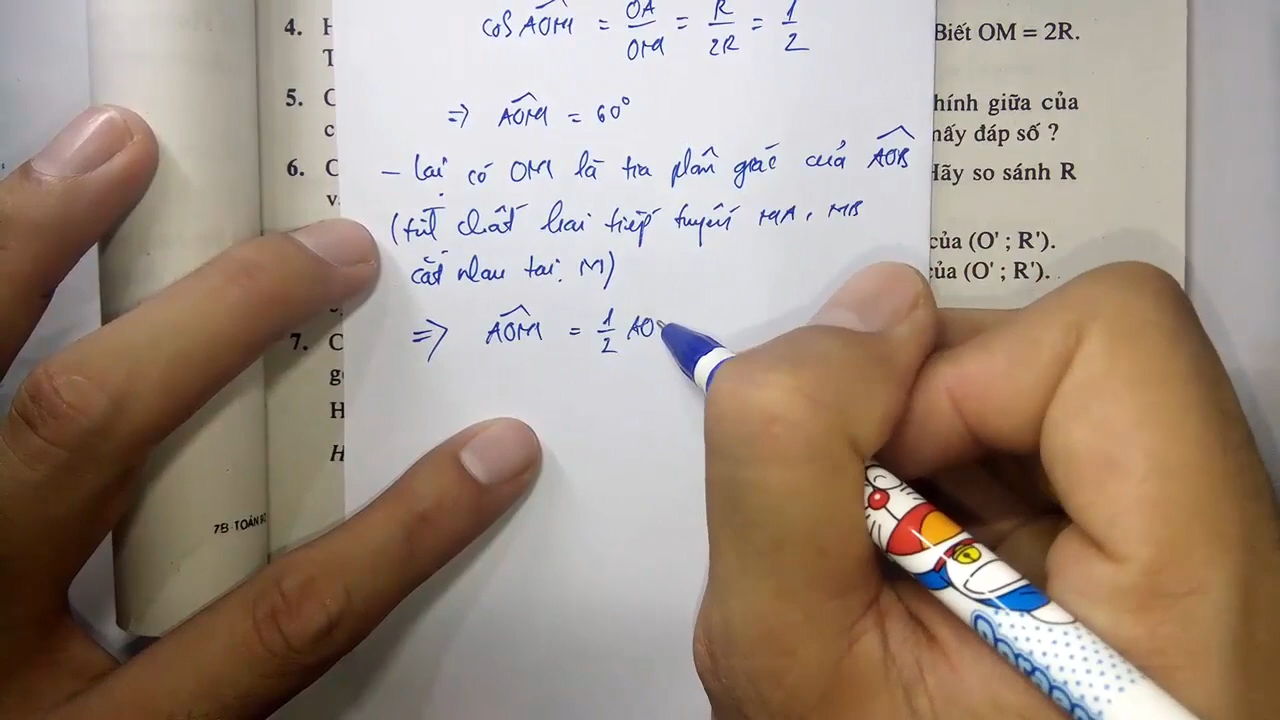 cos AOM = OA/OM = R/2R = 1/2
=> AOM = 60°
- Lại có OM là tia phân giác của AOB
(t/c chất hai tiếp tuyến MA, MB
cắt nhau tại M)
=> AOM = 1/2 AO
4. H
T
5. C
c
6. C
v
7. C
g
H
H
7B-TOÁN
Biết OM = 2R.
hính giữa của
nấy đáp số ?
Hãy so sánh R
của (O' ; R').
của (O' ; R').